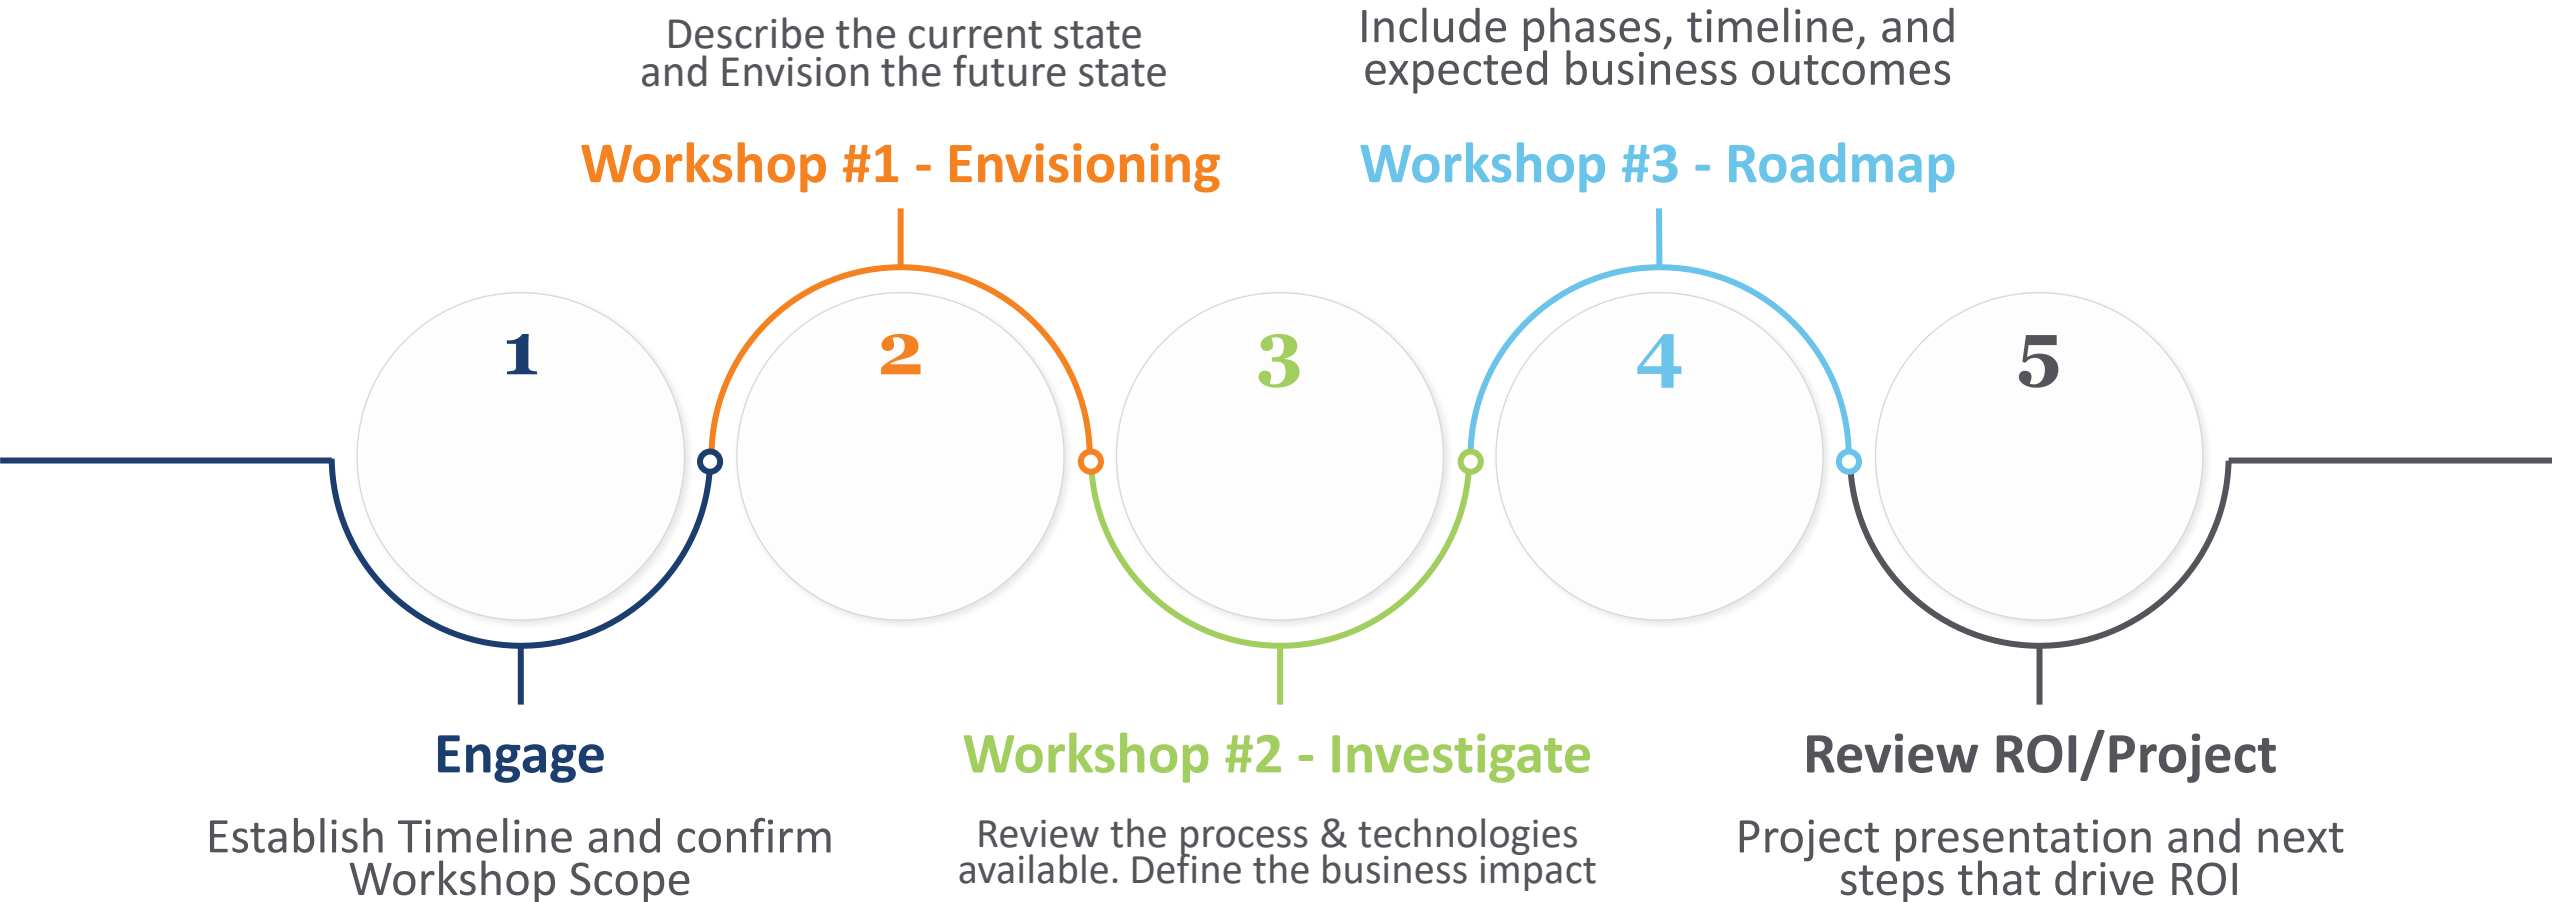 Describe the current state
and Envision the future state
Include phases, timeline, and
expected business outcomes
Workshop #1 - Envisioning
Workshop #3 - Roadmap
1
2
3
4
5
Engage
Establish Timeline and confirm
Workshop Scope
Workshop #2 - Investigate
Review the process & technologies
available. Define the business impact
Review ROI/Project
Project presentation and next
steps that drive ROI